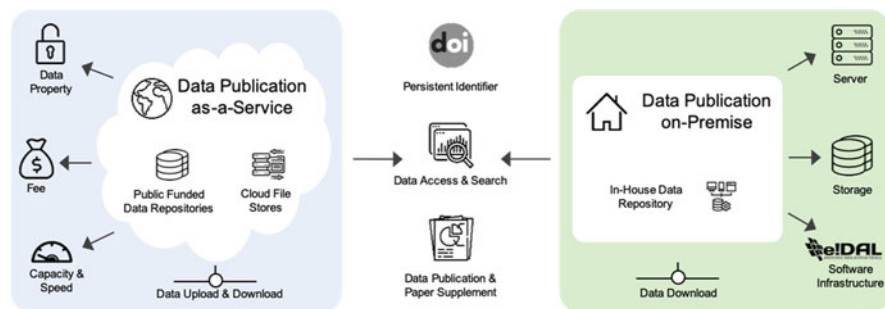 Data
Property
Fee
Capacity &
Speed
Data Publication
as-a-Service
Public Funded
Data Repositories
Cloud File
Stores
Data Upload & Download
doi
Persistent Identifier
Data Access & Search
Data Publication &
Paper Supplement
Data Publication
on-Premise
In-House Data
Repository
Data Download
Server
Storage
e!DAL
Software
Infrastructure